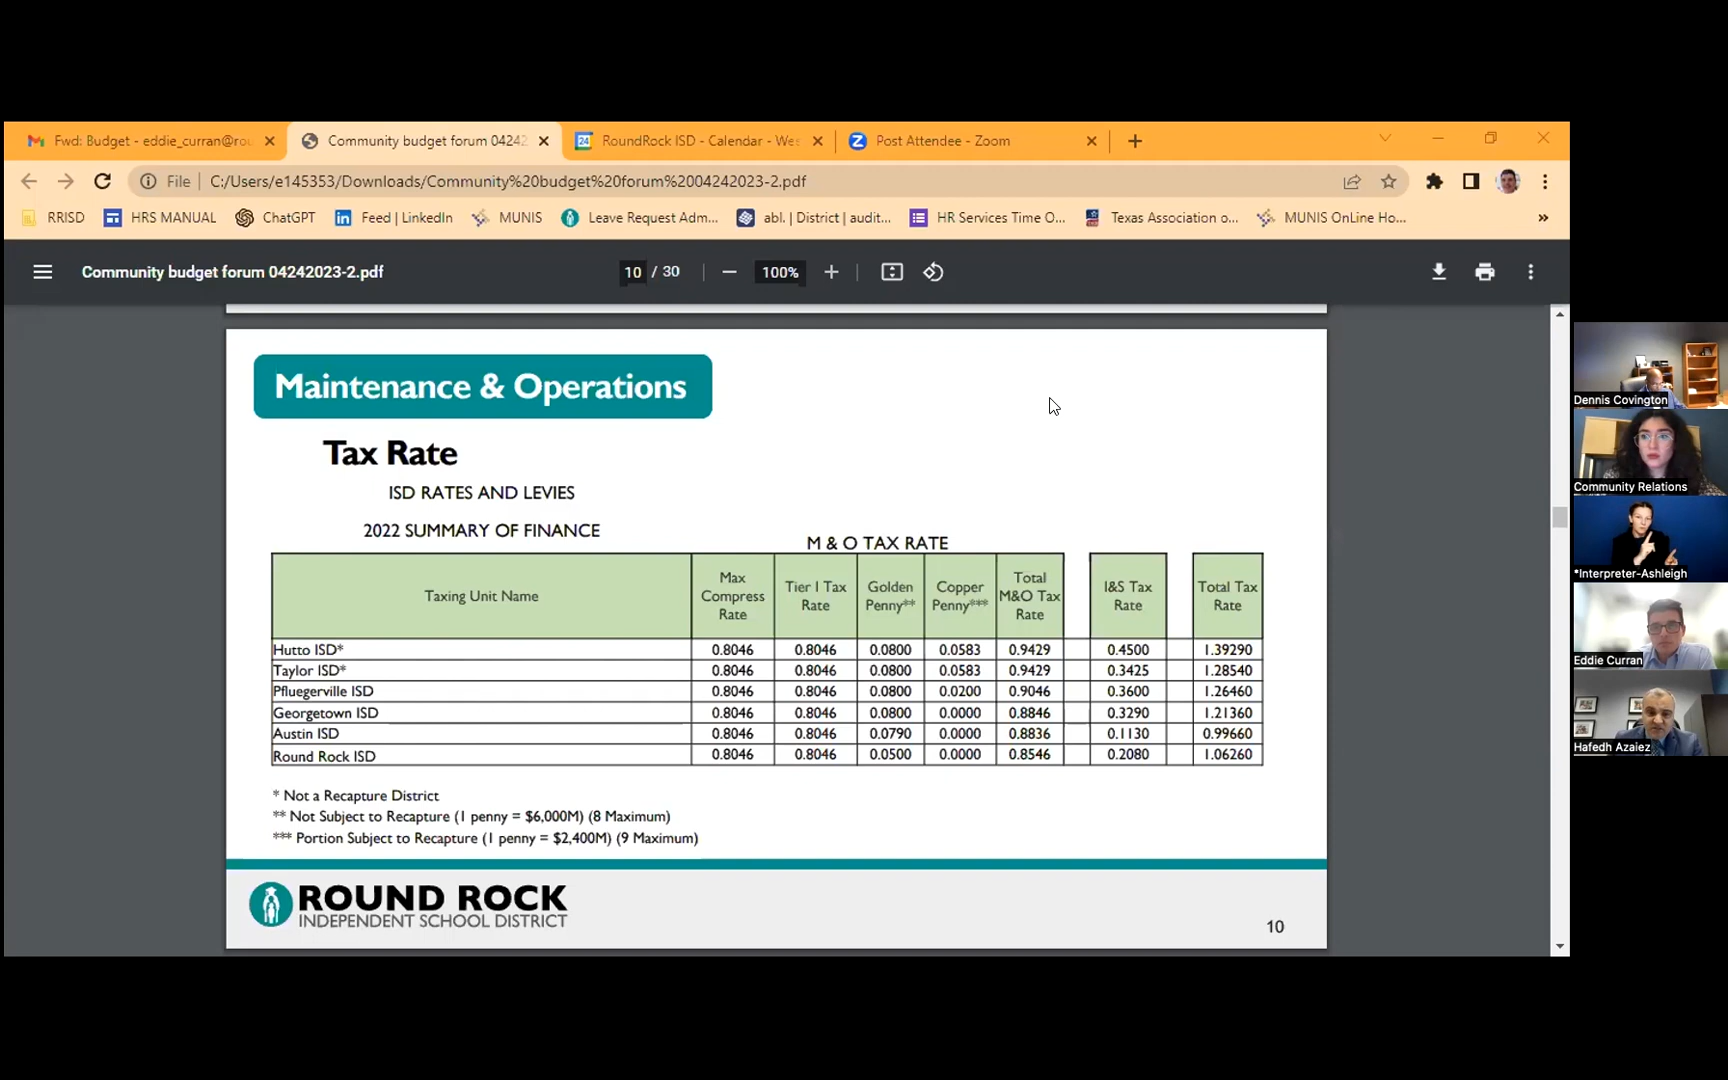 Fwd: Budget - eddie_curran@rou
Community budget forum 04242
24
RoundRock ISD - Calendar - Wee
Post Attendee - Zoom
File
C:/Users/e145353/Downloads/Community%20budget%20forum%2004242023-2.pdf
RRISD
HRS MANUAL
ChatGPT
Feed | LinkedIn
MUNIS
Leave Request Adm...
abl. | District | audit...
HR Services Time O...
Texas Association o...
MUNIS OnLine Ho...
Community budget forum 04242023-2.pdf
10 / 30
100%
Maintenance & Operations
Tax Rate
ISD RATES AND LEVIES
2022 SUMMARY OF FINANCE
M & O TAX RATE
Taxing Unit Name
Max Compress Rate
Tier I Tax Rate
Golden Penny**
Copper Penny***
Total M&O Tax Rate
I&S Tax Rate
Total Tax Rate
Hutto ISD* 0.8046 0.8046 0.0800 0.0583 0.9429 0.4500 1.39290
Taylor ISD* 0.8046 0.8046 0.0800 0.0583 0.9429 0.3425 1.28540
Pfluegerville ISD 0.8046 0.8046 0.0800 0.0200 0.9046 0.3600 1.26460
Georgetown ISD 0.8046 0.8046 0.0800 0.0000 0.8846 0.3290 1.21360
Austin ISD 0.8046 0.8046 0.0790 0.0000 0.8836 0.1130 0.99660
Round Rock ISD 0.8046 0.8046 0.0500 0.0000 0.8546 0.2080 1.06260
* Not a Recapture District
** Not Subject to Recapture (1 penny = $6,000M) (8 Maximum)
*** Portion Subject to Recapture (1 penny = $2,400M) (9 Maximum)
ROUND ROCK
INDEPENDENT SCHOOL DISTRICT
10
Dennis Covington
Community Relations
*Interpreter-Ashleigh
Eddie Curran
Hafedh Azaiez